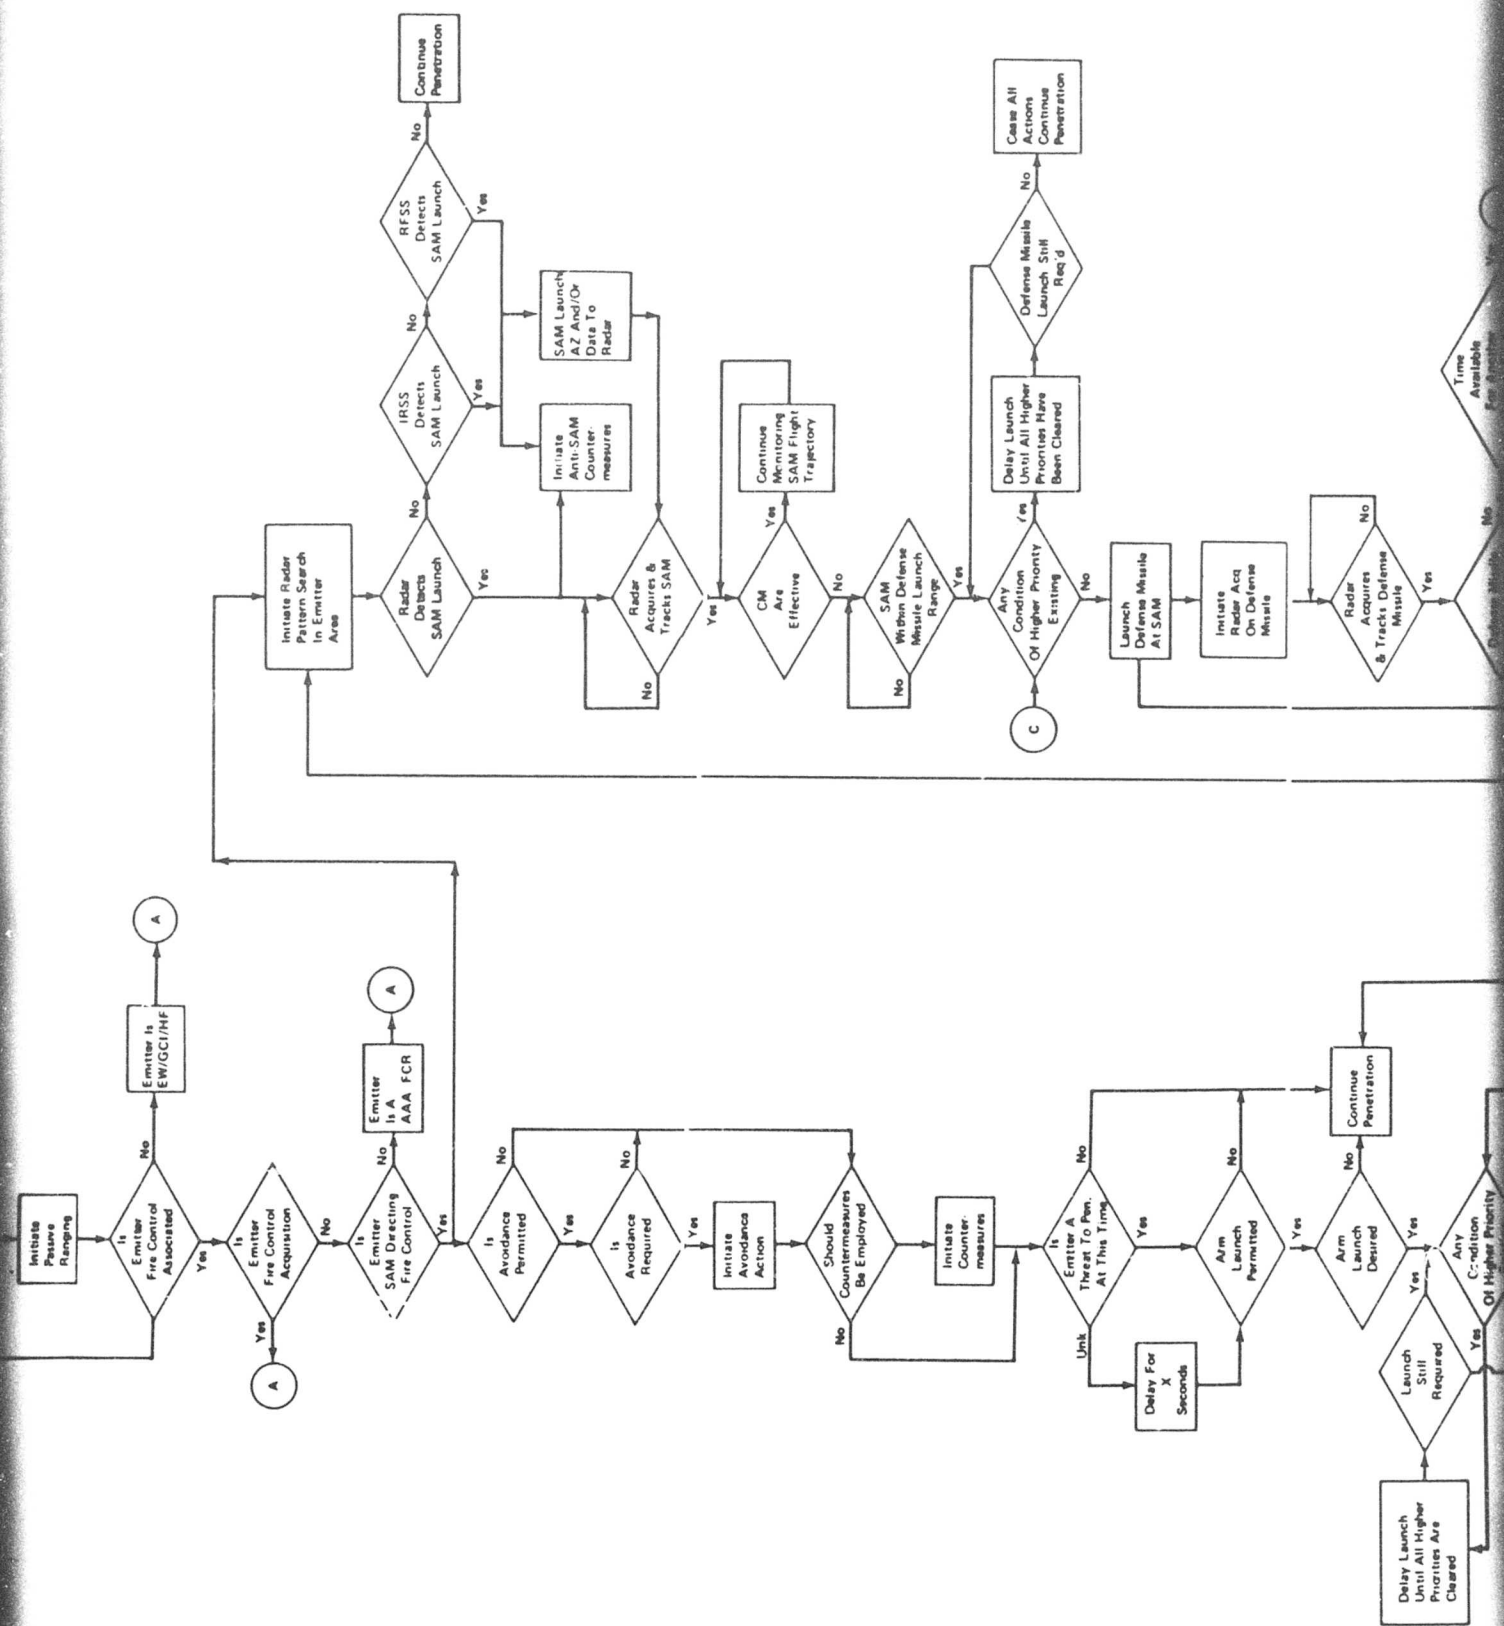 Initiate
Passive
Ranging
Is
Emitter
Fire Control
Associated
No
Yes
Emitter Is
EW/GCI/HF
A
Is
Emitter
Fire Control
Acquisition
Yes
No
A
Is
Emitter
SAM Directing
Fire Control
No
Yes
Emitter
Is A
AAA FCR
A
Is
Avoidance
Permitted
No
Yes
Is
Avoidance
Required
No
Yes
Initiate
Avoidance
Action
Should
Countermeasures
Be Employed
No
Initiate
Counter-
measures
Is
Emitter A
Threat To Pen.
At This Time
Unk
No
Yes
Delay For
X
Seconds
Arm
Launch
Permitted
No
Yes
Arm
Launch
Desired
No
Yes
Continue
Penetration
Any
Condition
Of Higher Priority
Yes
Launch
Still
Required
Yes
Delay Launch
Until All Higher
Priorities Are
Cleared
Initiate Radar
Pattern Search
In Emitter
Area
Radar
Detects
SAM Launch
No
Yes
IRSS
Detects
SAM Launch
No
Yes
RFSS
Detects
SAM Launch
No
Yes
Continue
Penetration
Initiate
Anti-SAM
Counter-
measures
SAM Launch
AZ And/Or
Data To
Radar
Radar
Acquires &
Tracks SAM
No
Yes
CM
Are
Effective
Yes
No
Continue
Monitoring
SAM Flight
Trajectory
SAM
Within Defense
Missile Launch
Range
No
Yes
C
Any
Condition
Of Higher Priority
Existing
Yes
No
Delay Launch
Until All Higher
Priorities Have
Been Cleared
Defense Missile
Launch Still
Req'd
No
Cease All
Actions
Continue
Penetration
Launch
Defense Missile
At SAM
Initiate
Radar Acq
On Defense
Missile
Radar
Acquires
& Tracks Defense
Missile
No
Yes
No
Time
Available
For Another